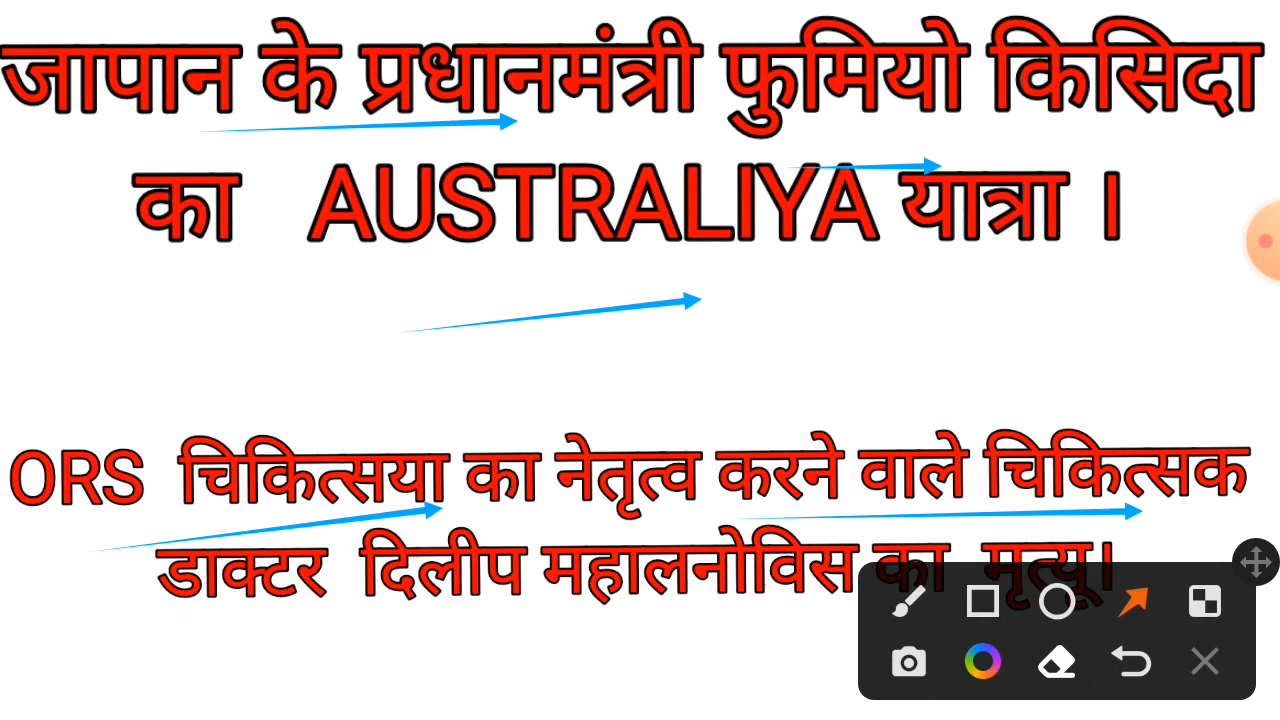 जापान के प्रधानमंत्री फुमियो किसिदा
का AUSTRALIYA यात्रा ।
ORS चिकित्सया का नेतृत्व करने वाले चिकित्सक
डाक्टर दिलीप महालनोविस का मृत्यू।